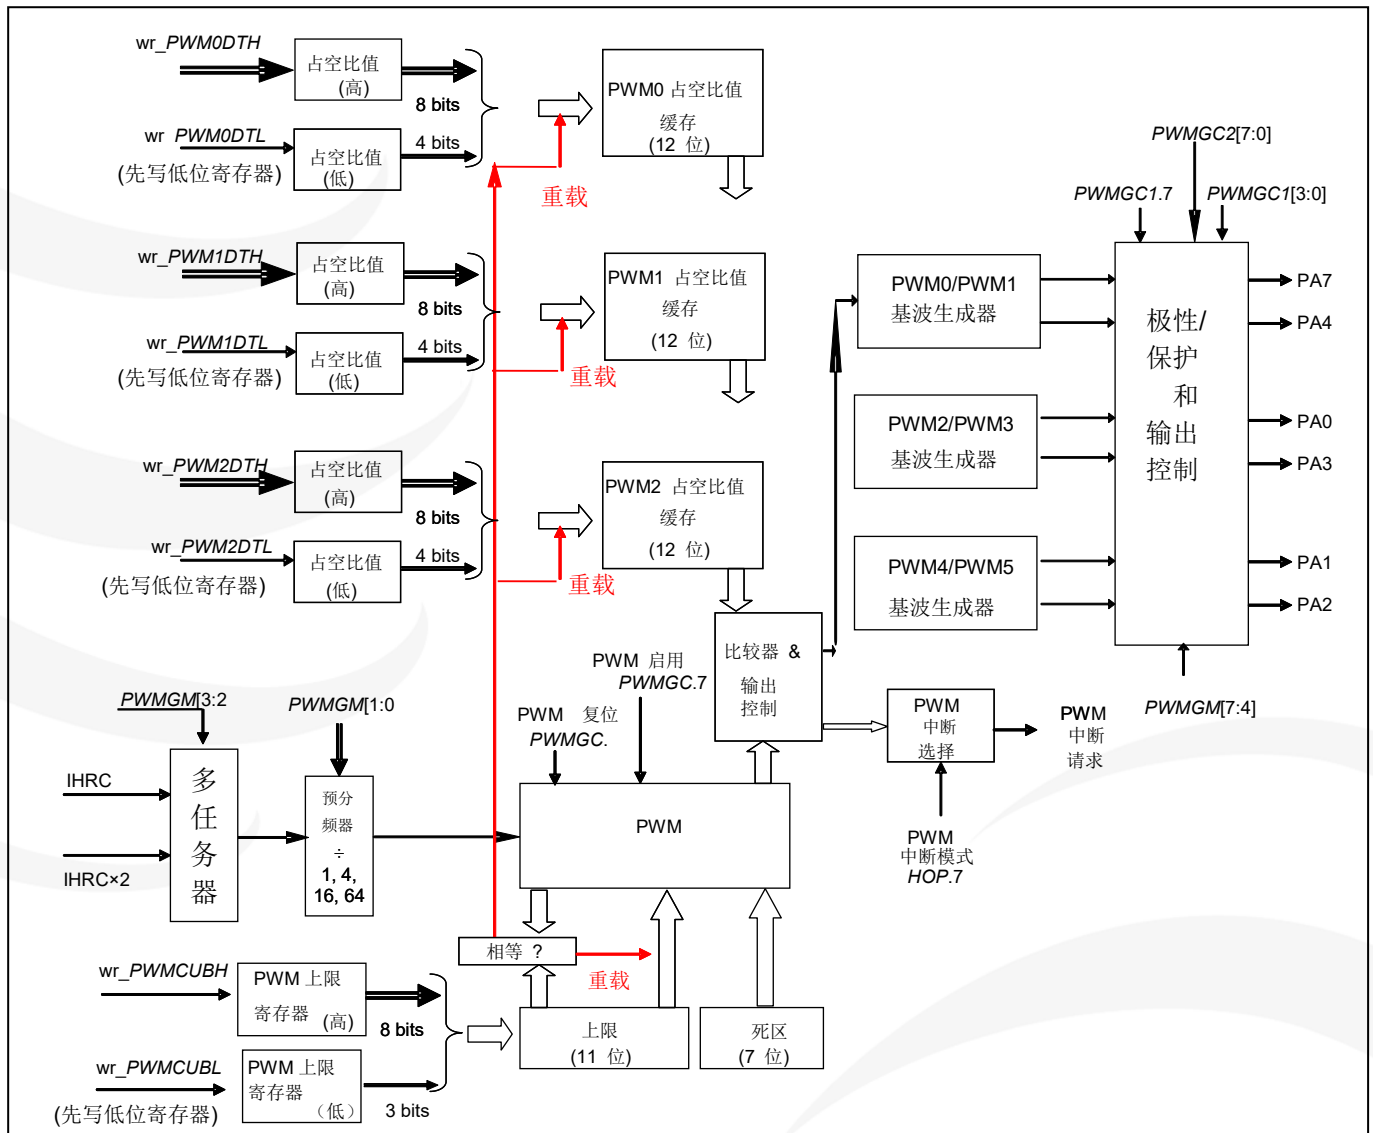 wr_PWM0DTH
占空比值
(高)
8 bits
wr PWM0DTL
(先写低位寄存器)
占空比值
(低)
4 bits
重载
PWM0 占空比值
缓存
(12 位)
wr_PWM1DTH
占空比值
(高)
8 bits
wr_PWM1DTL
(先写低位寄存器)
占空比值
(低)
4 bits
重载
PWM1 占空比值
缓存
(12 位)
wr_PWM2DTH
占空比值
(高)
8 bits
wr_PWM2DTL
(先写低位寄存器)
占空比值
(低)
4 bits
重载
PWM2 占空比值
缓存
(12 位)
PWMGC2[7:0]
PWMGC1.7
PWMGC1[3:0]
PWM0/PWM1
基波生成器
PWM2/PWM3
基波生成器
PWM4/PWM5
基波生成器
极性/
保护
和
输出
控制
PA7
PA4
PA0
PA3
PA1
PA2
PWMGM[7:4]
比较器 &
输出
控制
PWM 启用
PWMGC.7
PWM 复位
PWMGC.
PWM
中断
选择
PWM
中断
请求
PWM
中断模式
HOP.7
PWMGM[3:2]
PWMGM[1:0
IHRC
IHRC×2
多
任
务
器
预分
频器
÷
1, 4,
16, 64
PWM
相等 ?
重载
wr_PWMCUBH
PWM 上限
寄存器 (高)
8 bits
wr_PWMCUBL
(先写低位寄存器)
PWM 上限
寄存器
(低)
3 bits
上限
(11 位)
死区
(7 位)